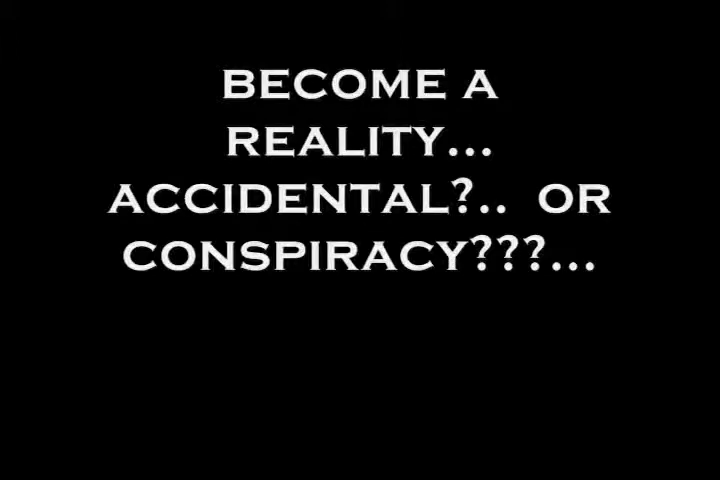 BECOME A
REALITY...
ACCIDENTAL?.. OR
CONSPIRACY???...